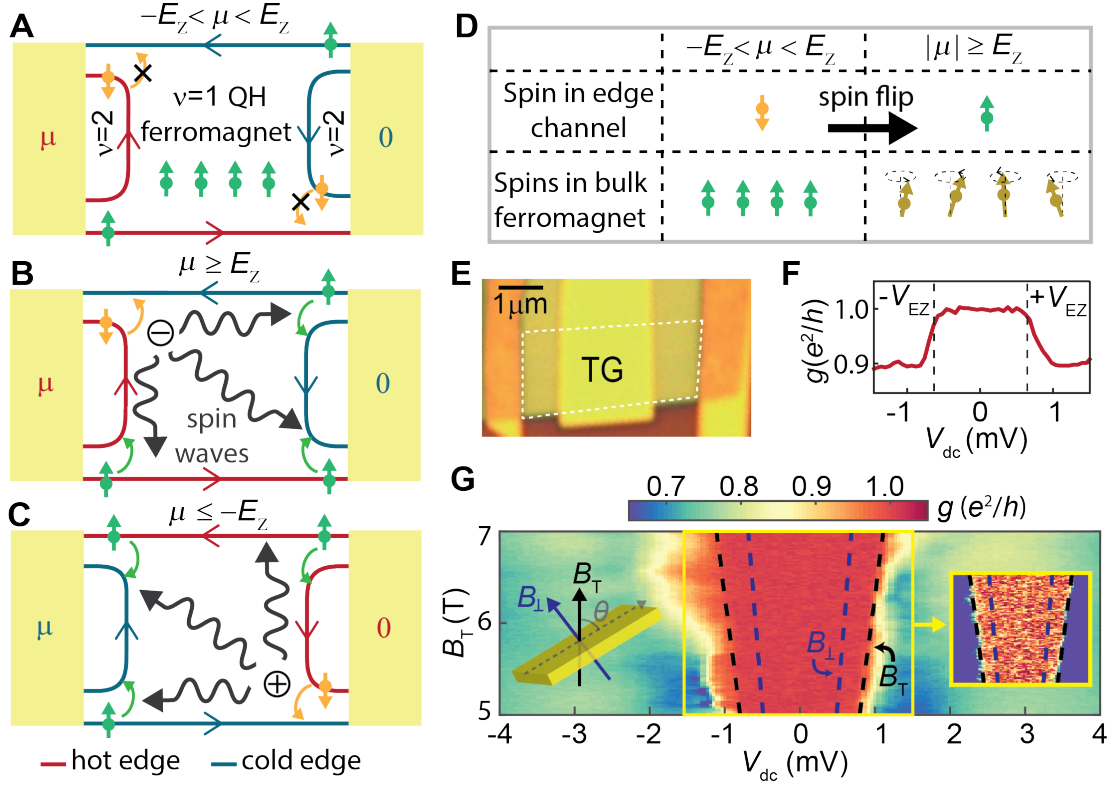 A
−E_Z < μ < E_Z
ν=2
ν=1 QH
ferromagnet
ν=2
μ
0
B
μ ≥ E_Z
μ
0
spin
waves
C
μ ≤ −E_Z
μ
0
hot edge
cold edge
D
−E_Z < μ < E_Z
|μ| ≥ E_Z
Spin in edge
channel
spin flip
Spins in bulk
ferromagnet
E
1μm
TG
F
-V_EZ
+V_EZ
1.0
0.9
g(e²/h)
-1
0
1
V_dc (mV)
G
0.7
0.8
0.9
1.0
g (e²/h)
7
6
5
B_T (T)
B_⊥
B_T
θ
B_⊥
B_T
-4
-3
-2
-1
0
1
2
3
4
V_dc (mV)